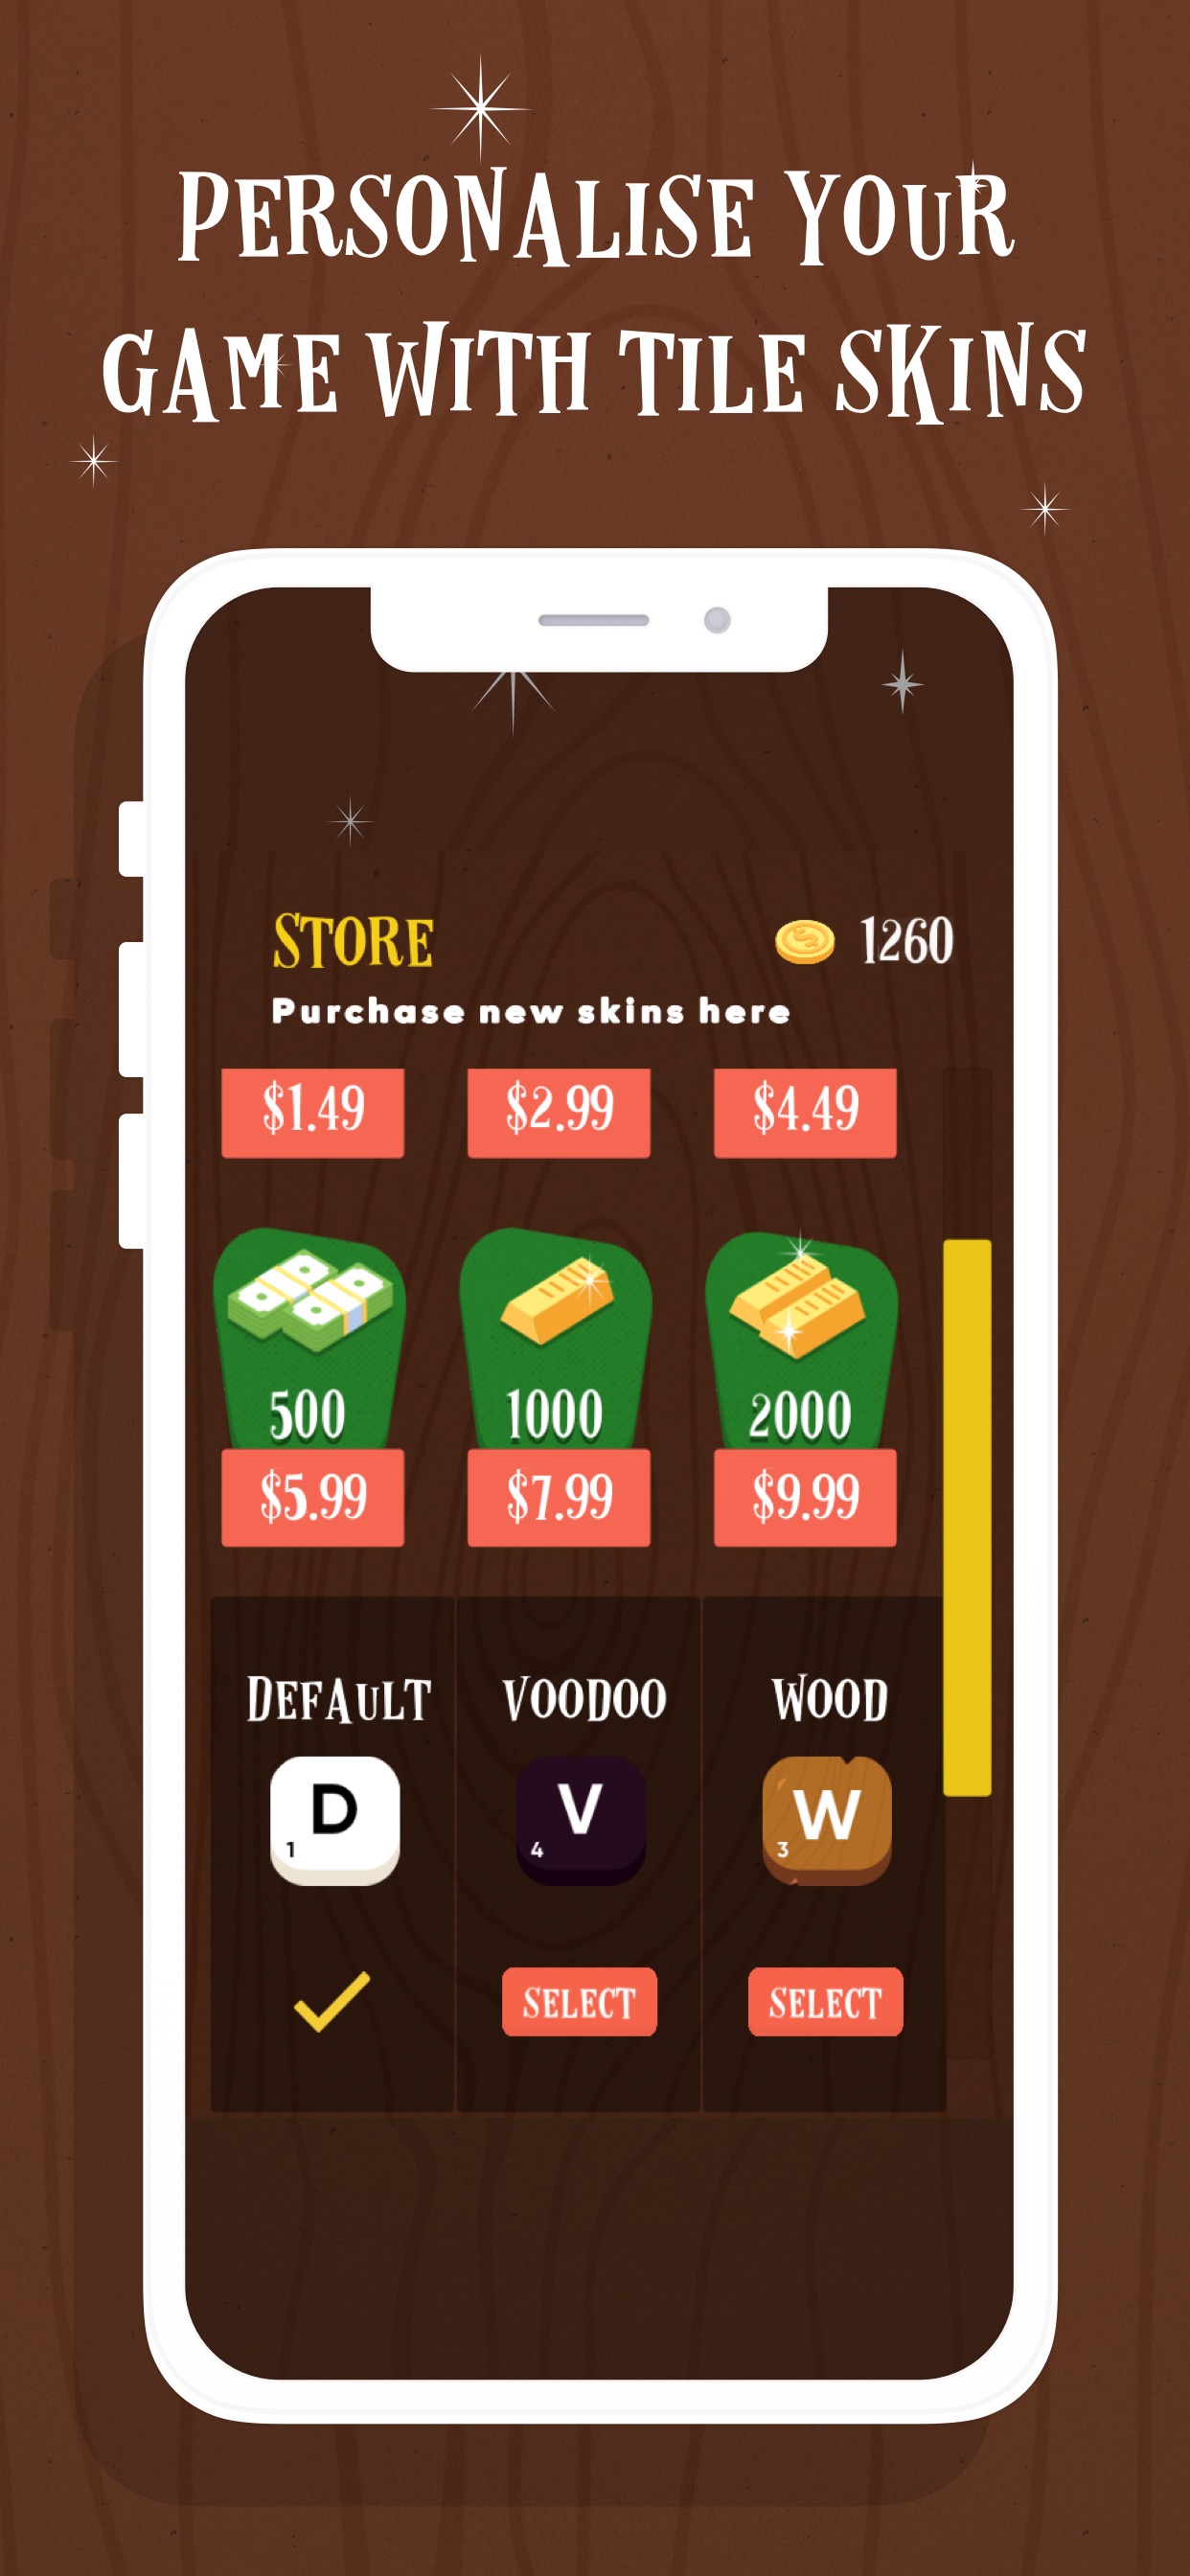 PERSONALISE YOUR
GAME WITH TILE SKINS
STORE
1260
Purchase new skins here
$1.49 $2.99 $4.49
500 1000 2000
$5.99 $7.99 $9.99
DEFAULT VOODOO WOOD
D V W
1 4 3
SELECT SELECT